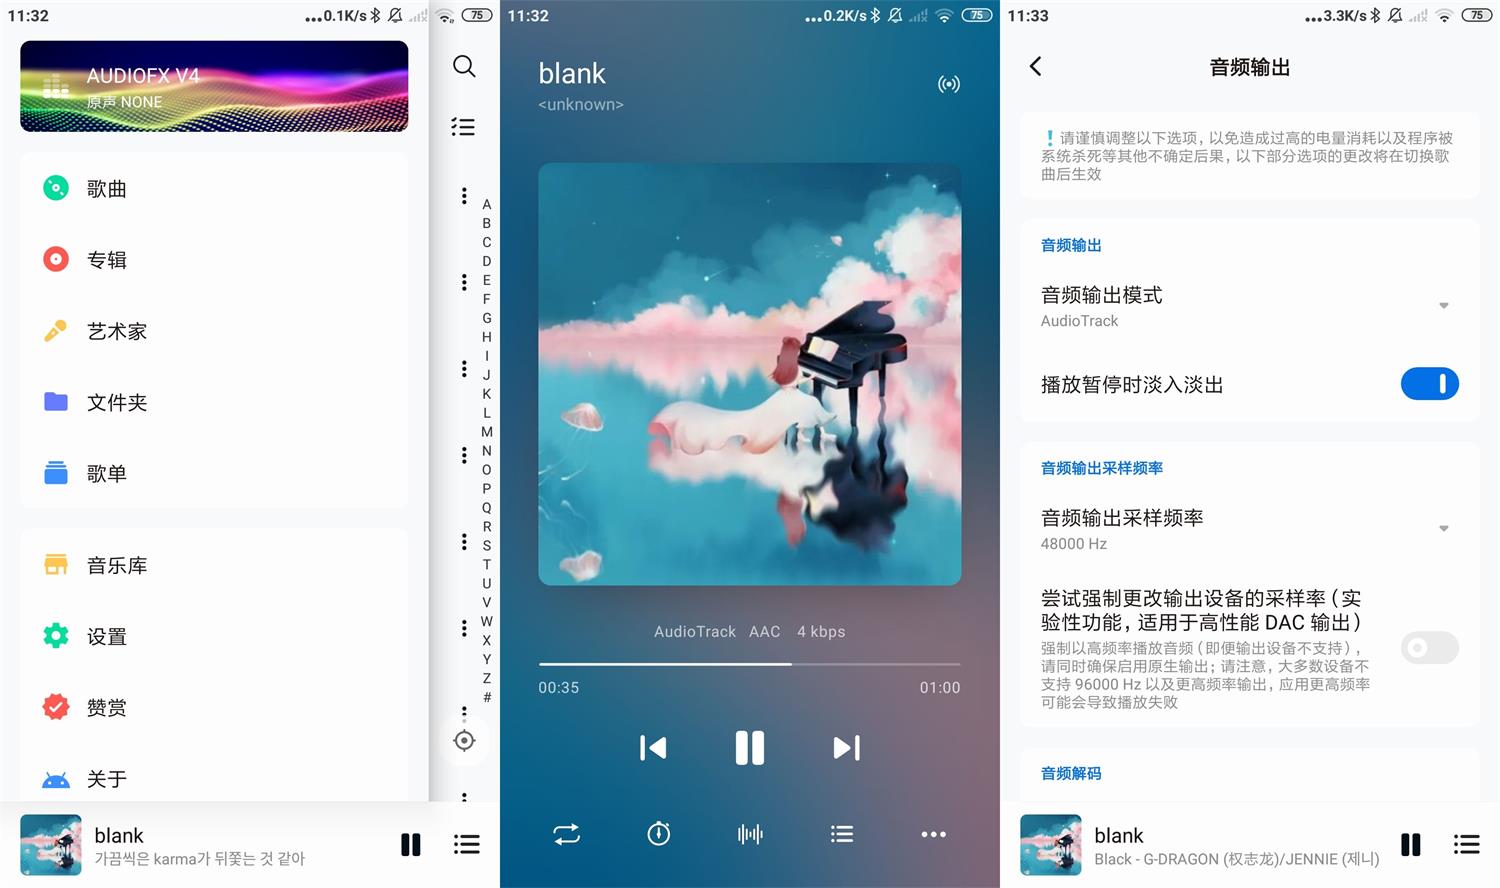 11:32
...0.1K/s
75
AUDIOFX V4
原声 NONE
歌曲
专辑
艺术家
文件夹
歌单
音乐库
设置
赞赏
关于
A
B
C
D
E
F
G
H
I
J
K
L
M
N
O
P
Q
R
S
T
U
V
W
X
Y
Z
#
blank
가끔씩은 karma가 뒤쫓는 것 같아
11:32
...0.2K/s
75
blank
<unknown>
AudioTrack AAC 4 kbps
00:35
01:00
11:33
...3.3K/s
75
音频输出
❗请谨慎调整以下选项，以免造成过高的电量消耗以及程序被
系统杀死等其他不确定后果，以下部分选项的更改将在切换歌
曲后生效
音频输出
音频输出模式
AudioTrack
播放暂停时淡入淡出
音频输出采样频率
音频输出采样频率
48000 Hz
尝试强制更改输出设备的采样率（实
验性功能，适用于高性能 DAC 输出）
强制以高频率播放音频（即便输出设备不支持），
请同时确保启用原生输出；请注意，大多数设备不
支持 96000 Hz 以及更高频率输出，应用更高频率
可能会导致播放失败
音频解码
blank
Black - G-DRAGON (权志龙)/JENNIE (제니)